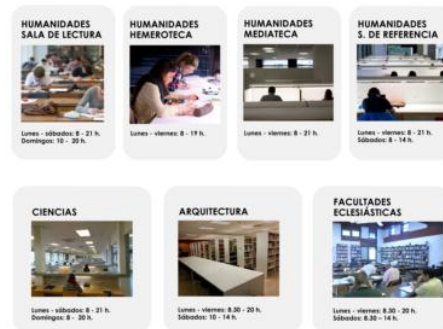 HUMANIDADES
SALA DE LECTURA
Lunes - sábados: 8 - 21 h.
Domingos: 10 - 20 h.
HUMANIDADES
HEMEROTECA
Lunes - viernes: 8 - 19 h.
HUMANIDADES
MEDIATECA
Lunes - viernes: 8 - 21 h.
HUMANIDADES
S. DE REFERENCIA
Lunes - viernes: 8 - 21 h.
Sábados: 8 - 14 h.
CIENCIAS
Lunes - sábados: 8 - 21 h.
Domingos: 8 - 20 h.
ARQUITECTURA
Lunes - viernes: 8.30 - 20 h.
Sábados: 10 - 14 h.
FACULTADES
ECLESIÁSTICAS
Lunes - viernes: 8.30 - 20 h.
Sábados: 8.30 - 14 h.